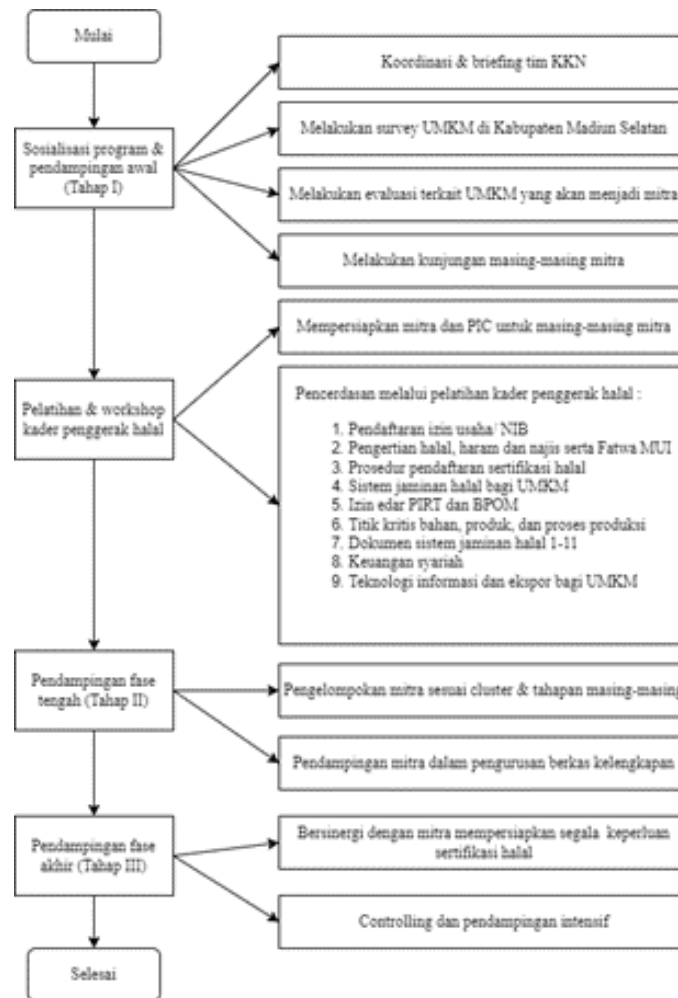 Mulai
Koordinasi & briefing tim KKN
Sosialisasi program &
pendampingan awal
(Tahap I)
Melakukan survey UMKM di Kabupaten Madiun Selatan
Melakukan evaluasi terkait UMKM yang akan menjadi mitra
Melakukan kunjungan masing-masing mitra
Mempersiapkan mitra dan PIC untuk masing-masing mitra
Pelatihan & workshop
kader penggerak halal
Pencerdasan melalui pelatihan kader penggerak halal :
1. Pendaftaran izin usaha/ NIB
2. Pengertian halal, haram dan najis serta Fatwa MUI
3. Prosedur pendaftaran sertifikasi halal
4. Sistem jaminan halal bagi UMKM
5. Izin edar PIRT dan BPOM
6. Titik kritis bahan, produk, dan proses produksi
7. Dokumen sistem jaminan halal 1-11
8. Keuangan syariah
9. Teknologi informasi dan ekspor bagi UMKM
Pendampingan fase
tengah (Tahap II)
Pengelompokan mitra sesuai cluster & tahapan masing-masing
Pendampingan mitra dalam pengurusan berkas kelengkapan
Pendampingan fase
akhir (Tahap III)
Bersinergi dengan mitra mempersiapkan segala keperluan
sertifikasi halal
Controlling dan pendampingan intensif
Selesai